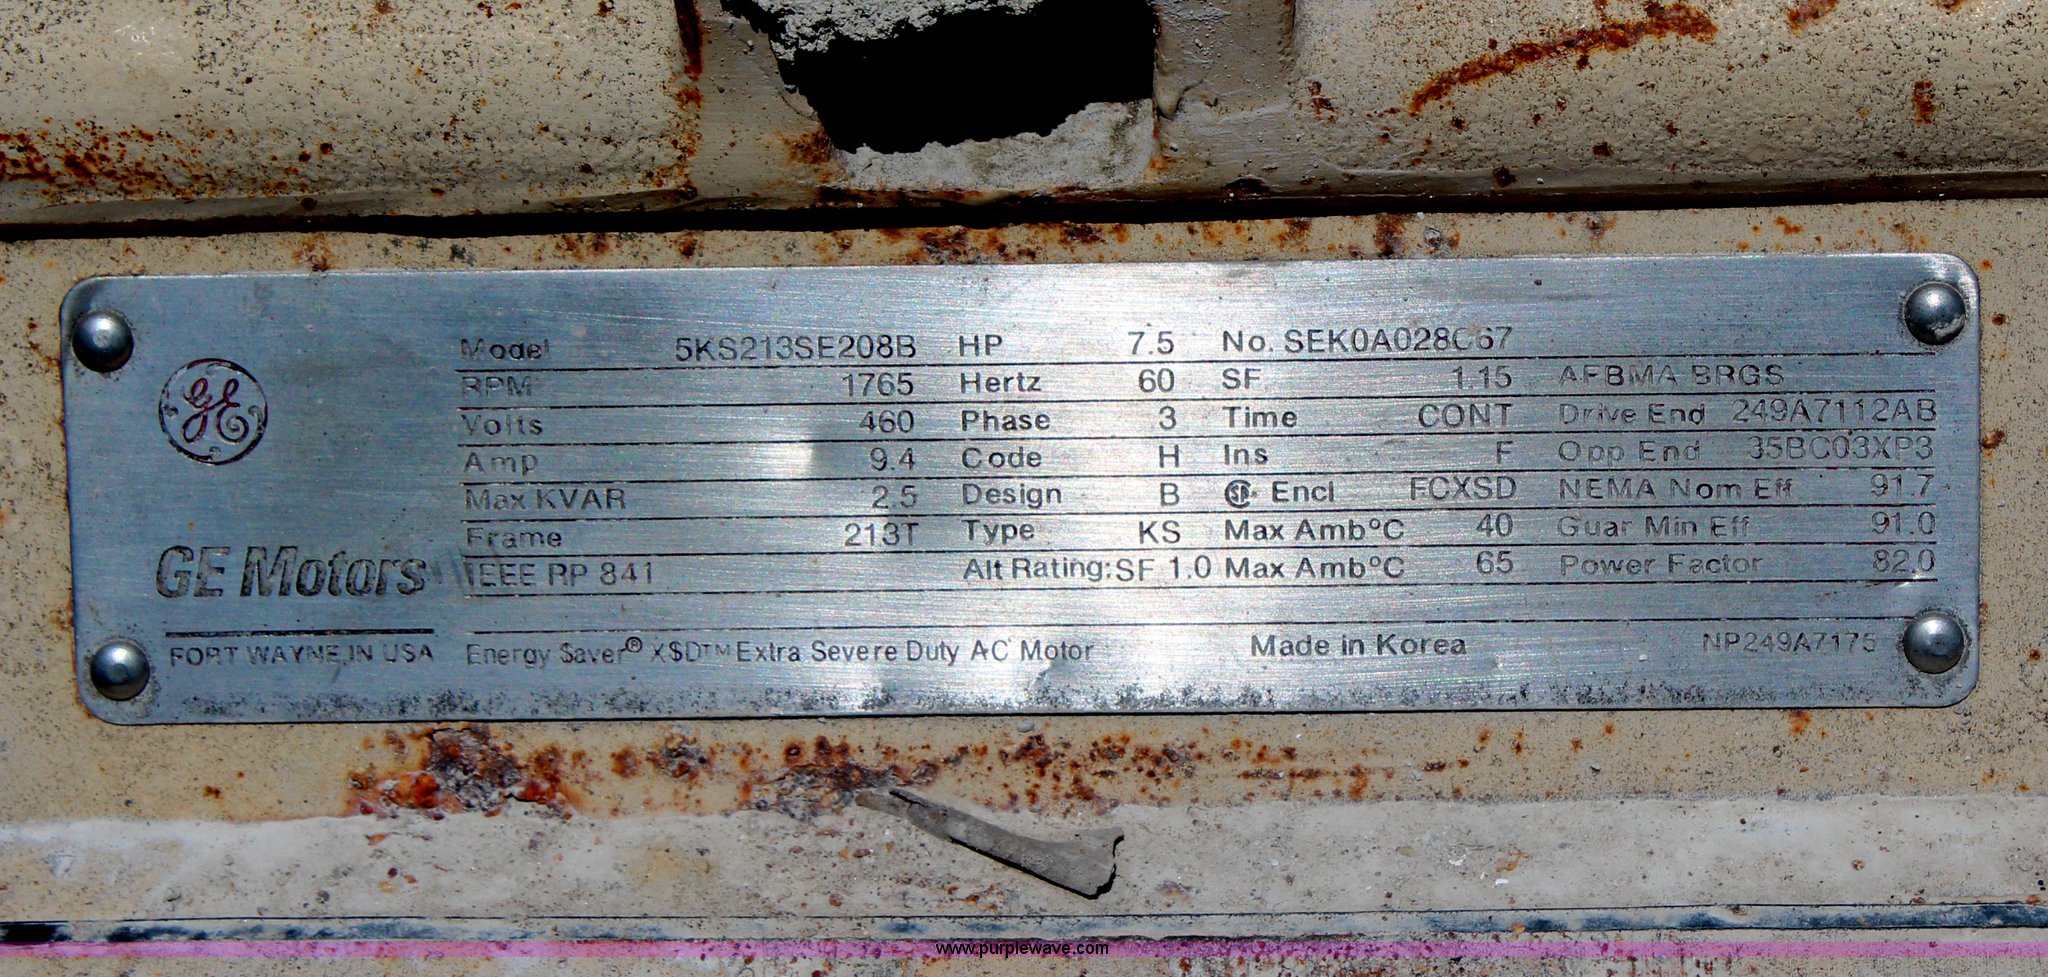 Model 5KS213SE208B HP 7.5 No. SEK0A028C67
RPM 1765 Hertz 60 SF 1.15 AFBMA BRGS
Volts 460 Phase 3 Time CONT Drive End 249A7112AB
Amp 9.4 Code H Ins F Opp End 35BC03XP3
Max KVAR 2.5 Design B SP Encl FCXSD NEMA Nom Eff 91.7
Frame 213T Type KS Max Amb°C 40 Guar Min Eff 91.0
IEEE RP 841 Alt Rating: SF 1.0 Max Amb°C 65 Power Factor 82.0
GE
GE Motors
FORT WAYNE, IN USA
Energy $aver® X$D™ Extra Severe Duty AC Motor Made in Korea NP249A7175
www.purplewave.com